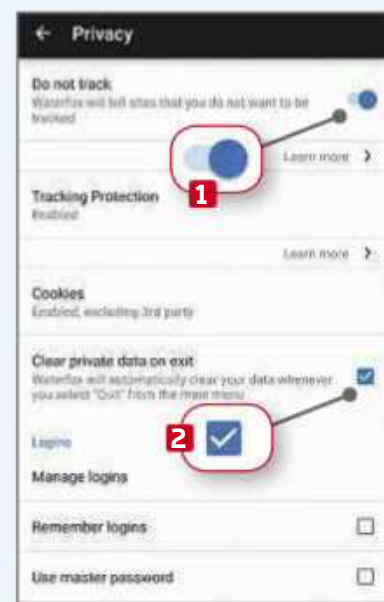 ← Privacy
Do not track
Waterfox will tell sites that you do not want to be
tracked
Learn more >
1
Tracking Protection
Enabled
Learn more >
Cookies
Enabled, excluding 3rd party
Clear private data on exit
Waterfox will automatically clear your data whenever
you select "Quit" from the main menu
2
Logins
Manage logins
Remember logins
Use master password